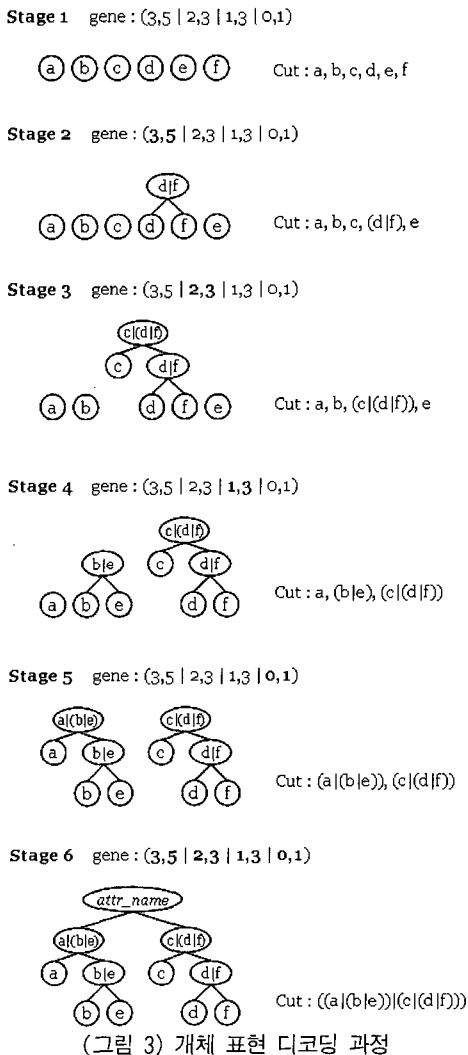 Stage 1 gene : (3,5 | 2,3 | 1,3 | 0,1)
a b c d e f Cut : a, b, c, d, e, f
Stage 2 gene : (3,5 | 2,3 | 1,3 | 0,1)
d|f
a b c d f e Cut : a, b, c, (d|f), e
Stage 3 gene : (3,5 | 2,3 | 1,3 | 0,1)
c|(d|f)
c d|f
a b d f e Cut : a, b, (c|(d|f)), e
Stage 4 gene : (3,5 | 2,3 | 1,3 | 0,1)
c|(d|f)
b|e c d|f
a b e d f Cut : a, (b|e), (c|(d|f))
Stage 5 gene : (3,5 | 2,3 | 1,3 | 0,1)
a|(b|e) c|(d|f)
a b|e c d|f
b e d f Cut : (a|(b|e)), (c|(d|f))
Stage 6 gene : (3,5 | 2,3 | 1,3 | 0,1)
attr_name
a|(b|e) c|(d|f)
a b|e c d|f
b e d f Cut : ((a|(b|e))|(c|(d|f)))
(그림 3) 개체 표현 디코딩 과정